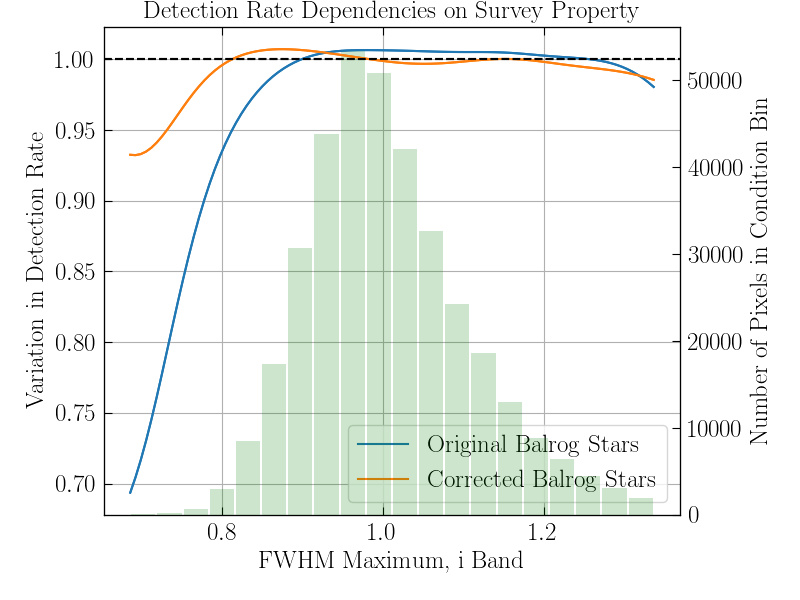 Detection Rate Dependencies on Survey Property
1.00
0.95
0.90
0.85
0.80
0.75
0.70
Variation in Detection Rate
50000
40000
30000
20000
10000
0
Number of Pixels in Condition Bin
Original Balrog Stars
Corrected Balrog Stars
0.8 1.0 1.2
FWHM Maximum, i Band